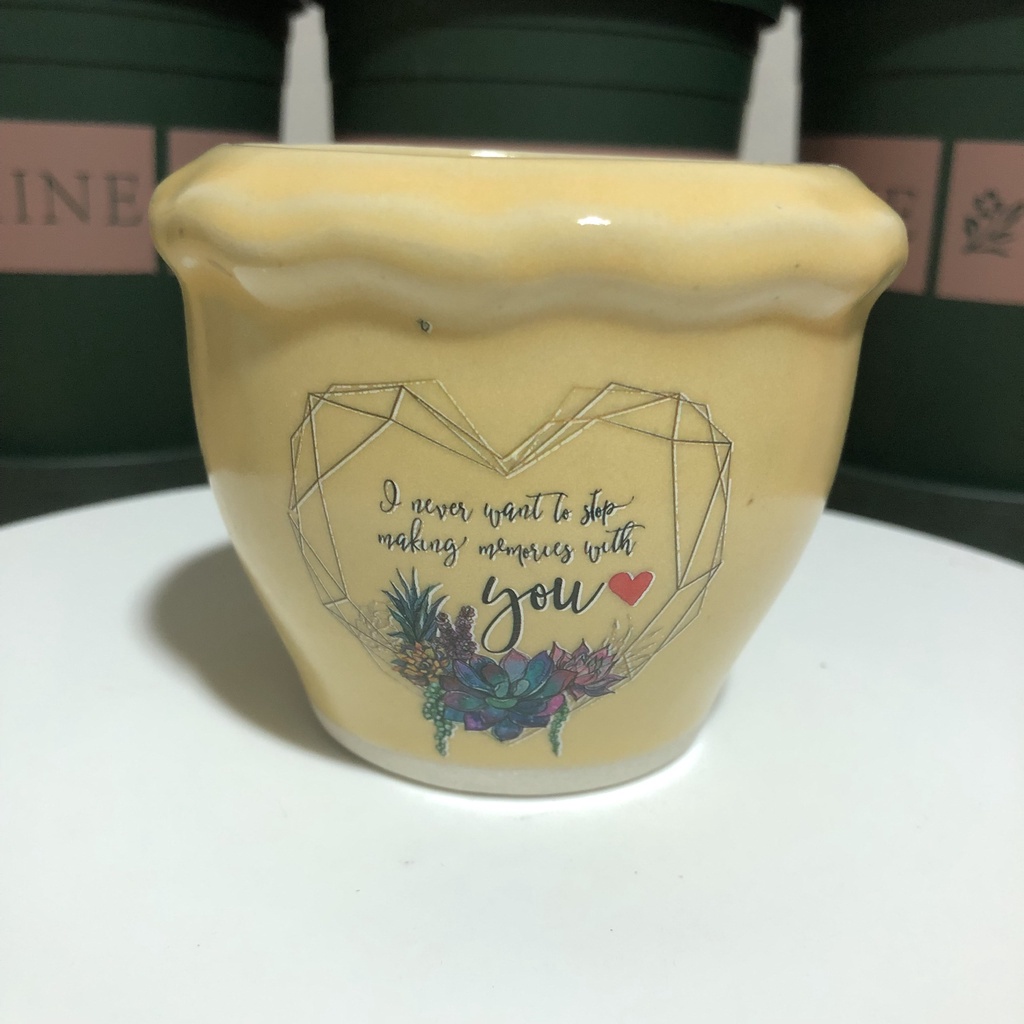 I never want to stop
making memories with
you
INE
E